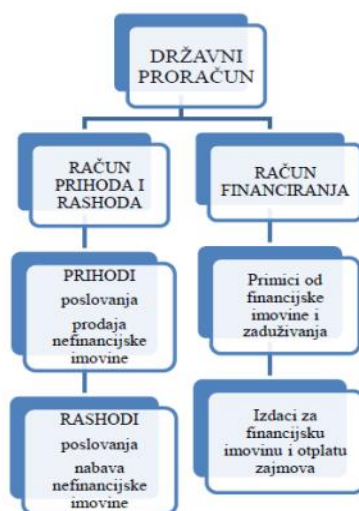 DRŽAVNI
PRORAČUN
RAČUN
PRIHODA I
RASHODA
RAČUN
FINANCIRANJA
PRIHODI
poslovanja
prodaja
nefinancijske
imovine
Primici od
financijske
imovine i
zaduživanja
RASHODI
poslovanja
nabava
nefinancijske
imovine
Izdaci za
financijsku
imovinu i otplatu
zajmova